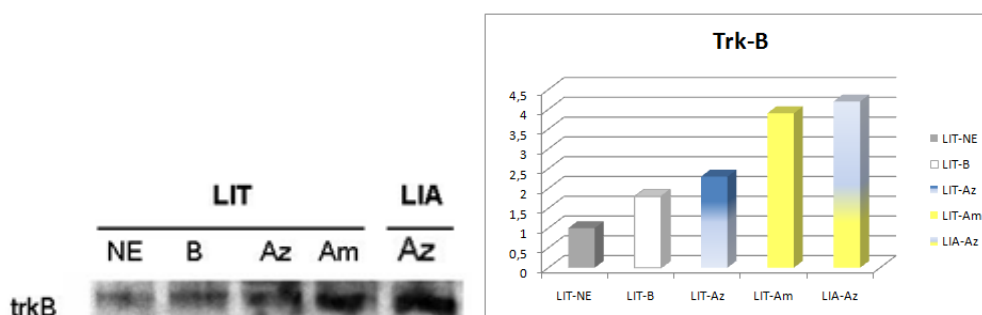 LIT LIA
NE B Az Am Az
trkB
Trk-B
4,5
4
3,5
3
2,5
2
1,5
1
0,5
0
LIT-NE LIT-B LIT-Az LIT-Am LIA-Az
LIT-NE
LIT-B
LIT-Az
LIT-Am
LIA-Az